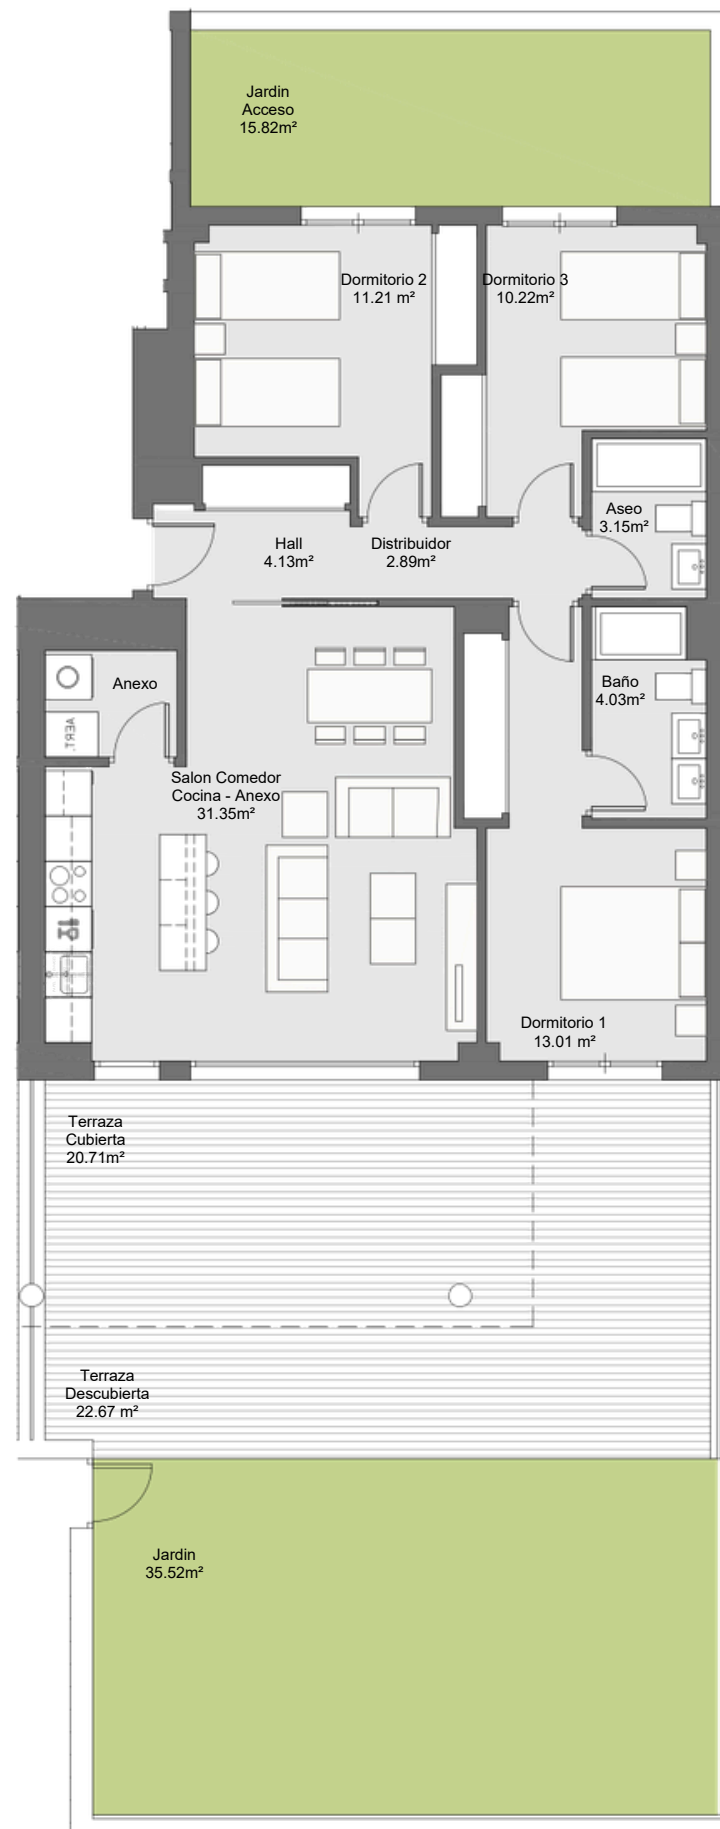 Jardin
Acceso
15.82m²
Dormitorio 2
11.21 m²
Dormitorio 3
10.22m²
Aseo
3.15m²
Hall
4.13m²
Distribuidor
2.89m²
Anexo
AERT.
Baño
4.03m²
Salon Comedor
Cocina - Anexo
31.35m²
Dormitorio 1
13.01 m²
Terraza
Cubierta
20.71m²
Terraza
Descubierta
22.67 m²
Jardin
35.52m²